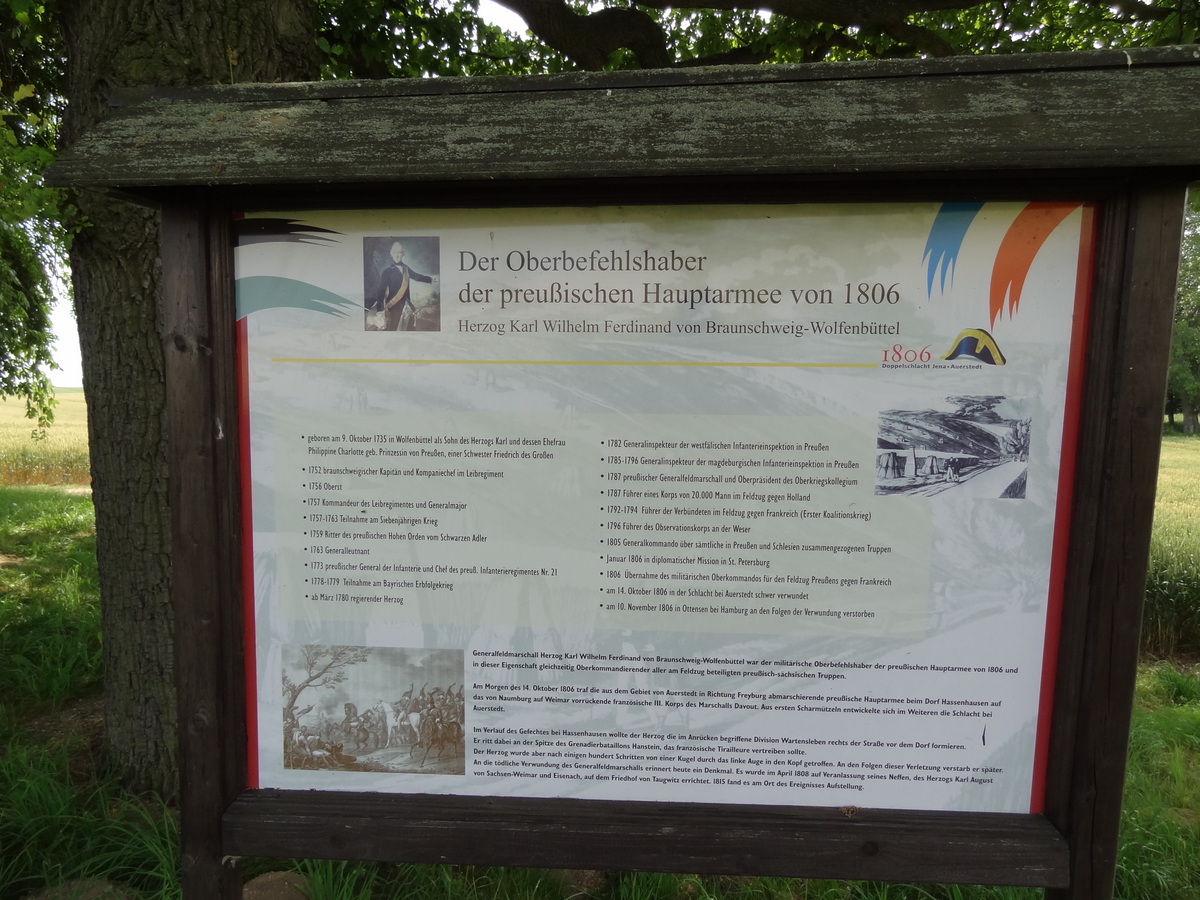 Der Oberbefehlshaber
der preußischen Hauptarmee von 1806
Herzog Karl Wilhelm Ferdinand von Braunschweig-Wolfenbüttel
1806
Doppelschlacht Jena+Auerstedt
• geboren am 9. Oktober 1735 in Wolfenbüttel als Sohn des Herzogs Karl und dessen Ehefrau
Philippine Charlotte geb. Prinzessin von Preußen, einer Schwester Friedrich des Großen
• 1752 braunschweigischer Kapitän und Kompaniechef im Leibregiment
• 1756 Oberst
• 1757 Kommandeur des Leibregimentes und Generalmajor
• 1757-1763 Teilnahme am Siebenjährigen Krieg
• 1759 Ritter des preußischen Hohen Orden vom Schwarzen Adler
• 1763 Generalleutnant
• 1773 preußischer General der Infanterie und Chef des preuß. Infanterieregimentes Nr. 21
• 1778-1779 Teilnahme am Bayrischen Erbfolgekrieg
• ab März 1780 regierender Herzog
• 1782 Generalinspekteur der westfälischen Infanterieinspektion in Preußen
• 1785-1796 Generalinspekteur der magdeburgischen Infanterieinspektion in Preußen
• 1787 preußischer Generalfeldmarschall und Oberpräsident des Oberkriegskollegium
• 1787 Führer eines Korps von 20.000 Mann im Feldzug gegen Holland
• 1792-1794 Führer der Verbündeten im Feldzug gegen Frankreich (Erster Koalitionskrieg)
• 1796 Führer des Observationskorps an der Weser
• 1805 Generalkommando über sämtliche in Preußen und Schlesien zusammengezogenen Truppen
• Januar 1806 in diplomatischer Mission in St. Petersburg
• 1806 Übernahme des militärischen Oberkommandos für den Feldzug Preußens gegen Frankreich
• am 14. Oktober 1806 in der Schlacht bei Auerstedt schwer verwundet
• am 10. November 1806 in Ottensen bei Hamburg an den Folgen der Verwundung verstorben
Generalfeldmarschall Herzog Karl Wilhelm Ferdinand von Braunschweig-Wolfenbüttel war der militärische Oberbefehlshaber der preußischen Hauptarmee von 1806 und
in dieser Eigenschaft gleichzeitig Oberkommandierender aller am Feldzug beteiligten preußisch-sächsischen Truppen.
Am Morgen des 14. Oktober 1806 traf die aus dem Gebiet von Auerstedt in Richtung Freyburg abmarschierende preußische Hauptarmee beim Dorf Hassenhausen auf
das von Naumburg auf Weimar vorrückende französische III. Korps des Marschalls Davout. Aus ersten Scharmützeln entwickelte sich im Weiteren die Schlacht bei
Auerstedt.
Im Verlauf des Gefechtes bei Hassenhausen wollte der Herzog die im Anrücken begriffene Division Wartensleben rechts der Straße vor dem Dorf formieren.
Er ritt dabei an der Spitze des Grenadierbataillons Hanstein, das französische Tirailleure vertreiben sollte.
Der Herzog wurde aber nach einigen hundert Schritten von einer Kugel durch das linke Auge in den Kopf getroffen. An den Folgen dieser Verletzung verstarb er später.
An die tödliche Verwundung des Generalfeldmarschalls erinnert heute ein Denkmal. Es wurde im April 1808 auf Veranlassung seines Neffen, des Herzogs Karl August
von Sachsen-Weimar und Eisenach, auf dem Friedhof von Taugwitz errichtet. 1815 fand es am Ort des Ereignisses Aufstellung.